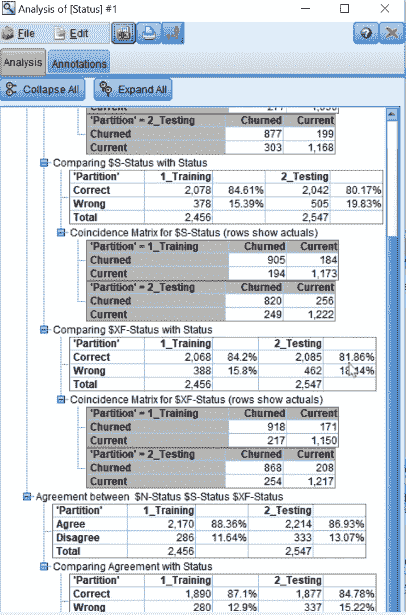 Analysis of [Status] #1
File Edit
Analysis Annotations
Collapse All Expand All
'Partition' = 2_Testing Churned Current
Churned 877 199
Current 303 1,168
Comparing $S-Status with Status
'Partition' 1_Training 2_Testing
Correct 2,078 84.61% 2,042 80.17%
Wrong 378 15.39% 505 19.83%
Total 2,456 2,547
Coincidence Matrix for $S-Status (rows show actuals)
'Partition' = 1_Training Churned Current
Churned 905 184
Current 194 1,173
'Partition' = 2_Testing Churned Current
Churned 820 256
Current 249 1,222
Comparing $XF-Status with Status
'Partition' 1_Training 2_Testing
Correct 2,068 84.2% 2,085 81.86%
Wrong 388 15.8% 462
Total 2,456 2,547
Coincidence Matrix for $XF-Status (rows show actuals)
'Partition' = 1_Training Churned Current
Churned 918 171
Current 217 1,150
'Partition' = 2_Testing Churned Current
Churned 868 208
Current 254 1,217
Agreement between $N-Status $S-Status $XF-Status
'Partition' 1_Training 2_Testing
Agree 2,170 88.36% 2,214 86.93%
Disagree 286 11.64% 333 13.07%
Total 2,456 2,547
Comparing Agreement with Status
'Partition' 1_Training 2_Testing
Correct 1,890 87.1% 1,877 84.78%
Wrong 280 12.9% 337 15.22%